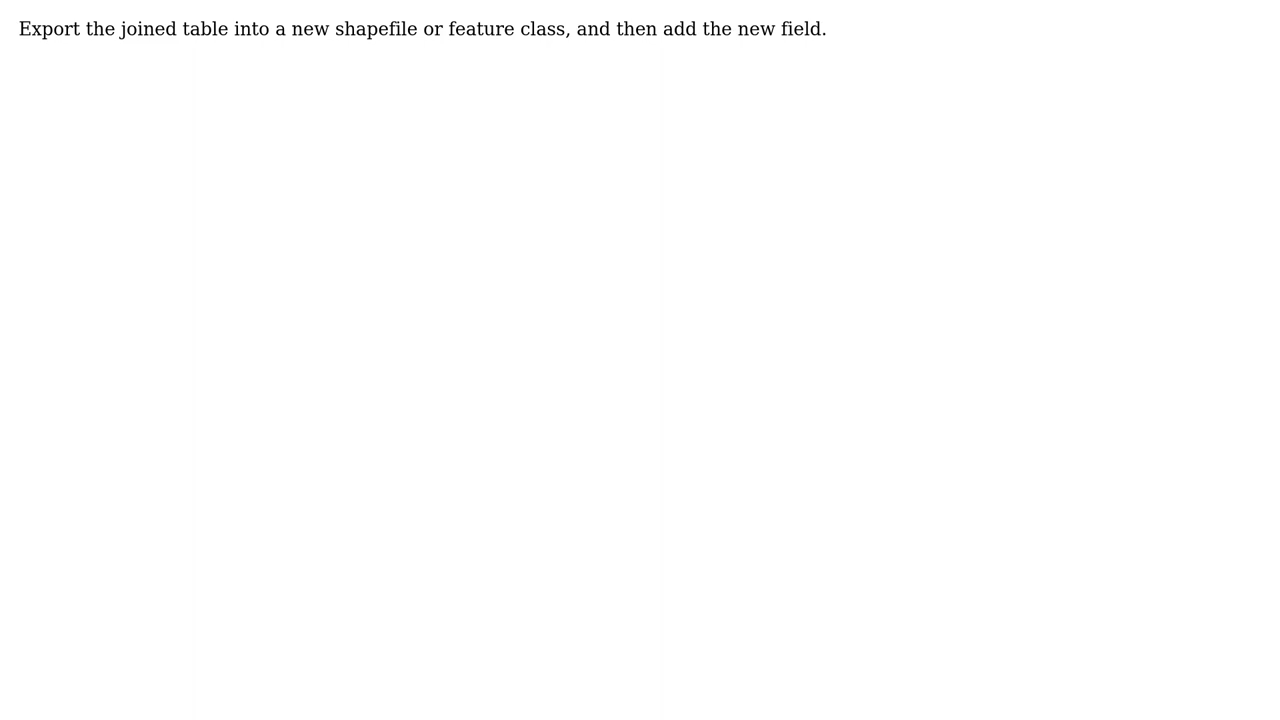 Export the joined table into a new shapefile or feature class, and then add the new field.